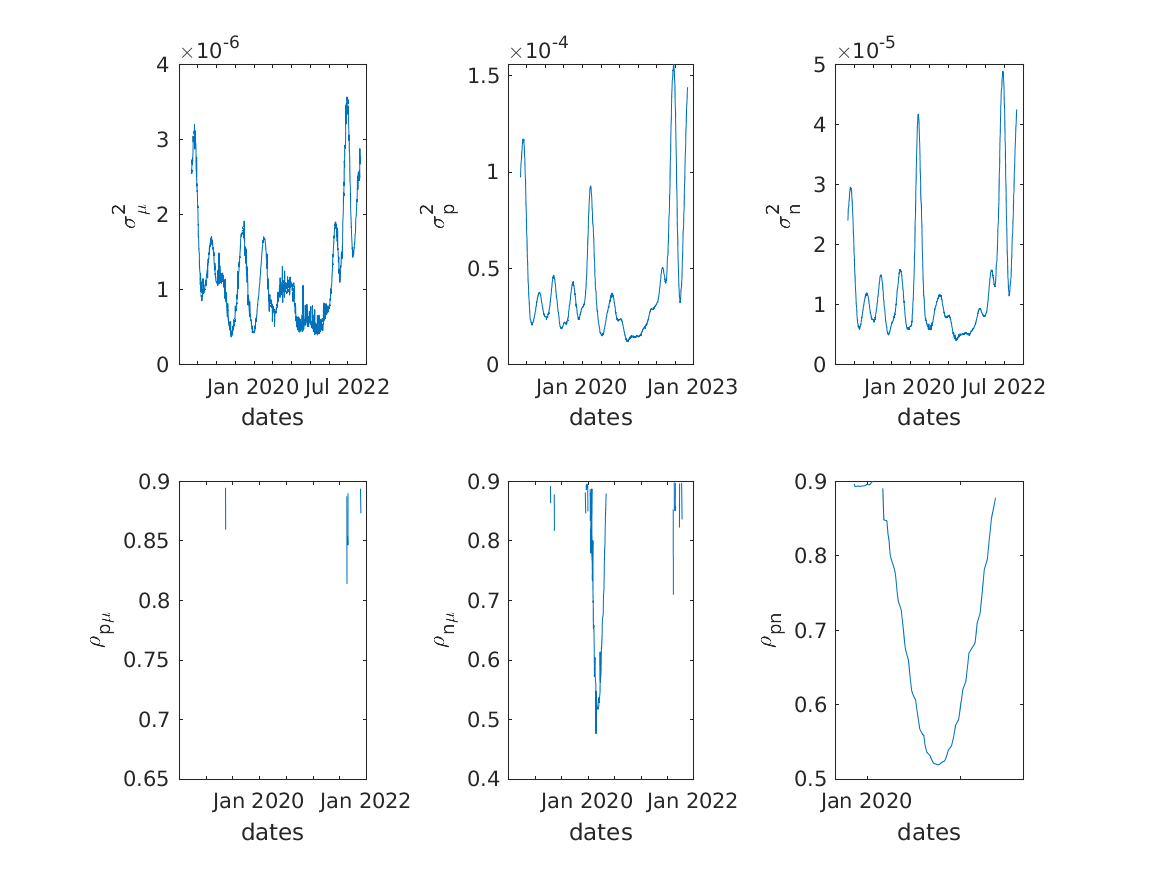 ×10⁻⁶
4
3
2
1
0
σ²μ
Jan 2020 Jul 2022
dates
×10⁻⁴
1.5
1
0.5
0
σ²p
Jan 2020 Jan 2023
dates
×10⁻⁵
5
4
3
2
1
0
σ²n
Jan 2020 Jul 2022
dates
0.9
0.85
0.8
0.75
0.7
0.65
ρpμ
Jan 2020 Jan 2022
dates
0.9
0.8
0.7
0.6
0.5
0.4
ρnμ
Jan 2020 Jan 2022
dates
0.9
0.8
0.7
0.6
0.5
ρpn
Jan 2020
dates